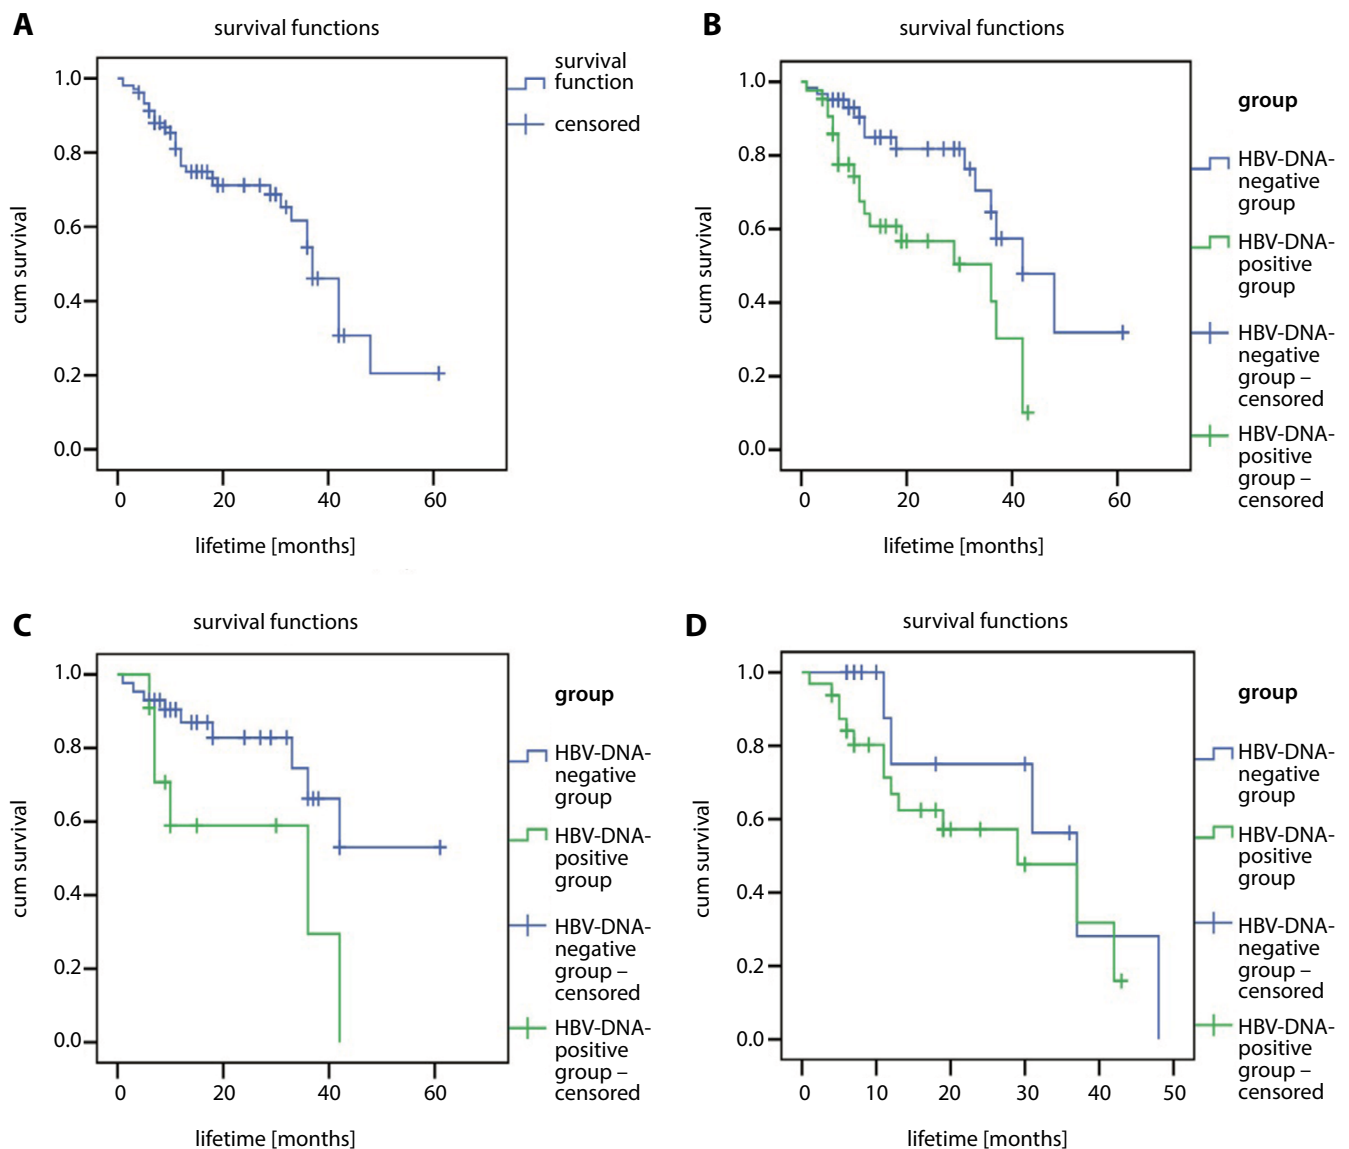 A
survival functions
survival
function
censored
1.0
0.8
0.6
0.4
0.2
0.0
cum survival
0 20 40 60
lifetime [months]
B
survival functions
group
HBV-DNA-
negative
group
HBV-DNA-
positive
group
HBV-DNA-
negative
group –
censored
HBV-DNA-
positive
group –
censored
1.0
0.8
0.6
0.4
0.2
0.0
cum survival
0 20 40 60
lifetime [months]
C
survival functions
group
HBV-DNA-
negative
group
HBV-DNA-
positive
group
HBV-DNA-
negative
group –
censored
HBV-DNA-
positive
group –
censored
1.0
0.8
0.6
0.4
0.2
0.0
cum survival
0 20 40 60
lifetime [months]
D
survival functions
group
HBV-DNA-
negative
group
HBV-DNA-
positive
group
HBV-DNA-
negative
group –
censored
HBV-DNA-
positive
group –
censored
1.0
0.8
0.6
0.4
0.2
0.0
cum survival
0 10 20 30 40 50
lifetime [months]